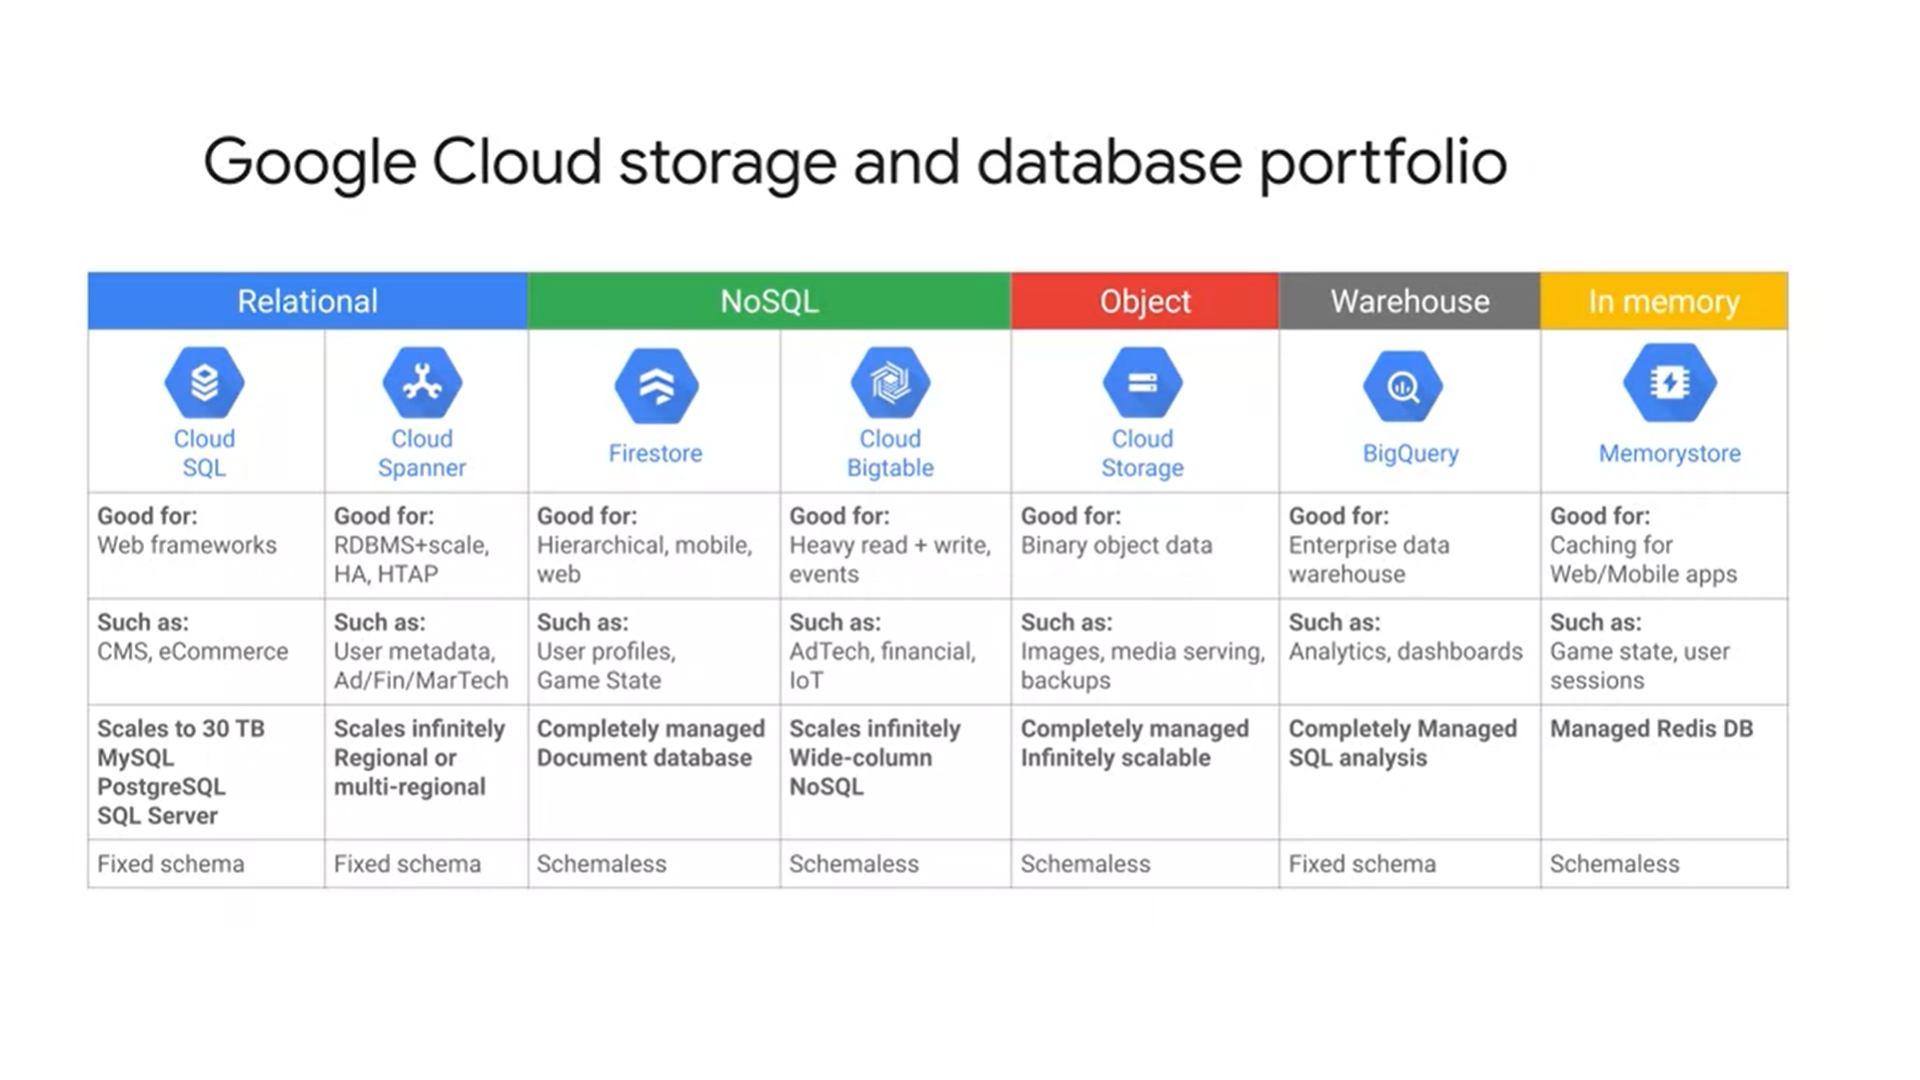 Google Cloud storage and database portfolio
Relational
NoSQL
Object
Warehouse
In memory
Cloud
SQL
Cloud
Spanner
Firestore
Cloud
Bigtable
Cloud
Storage
BigQuery
Memorystore
Good for:
Web frameworks
Good for:
RDBMS+scale,
HA, HTAP
Good for:
Hierarchical, mobile,
web
Good for:
Heavy read + write,
events
Good for:
Binary object data
Good for:
Enterprise data
warehouse
Good for:
Caching for
Web/Mobile apps
Such as:
CMS, eCommerce
Such as:
User metadata,
Ad/Fin/MarTech
Such as:
User profiles,
Game State
Such as:
AdTech, financial,
IoT
Such as:
Images, media serving,
backups
Such as:
Analytics, dashboards
Such as:
Game state, user
sessions
Scales to 30 TB
MySQL
PostgreSQL
SQL Server
Scales infinitely
Regional or
multi-regional
Completely managed
Document database
Scales infinitely
Wide-column
NoSQL
Completely managed
Infinitely scalable
Completely Managed
SQL analysis
Managed Redis DB
Fixed schema
Fixed schema
Schemaless
Schemaless
Schemaless
Fixed schema
Schemaless